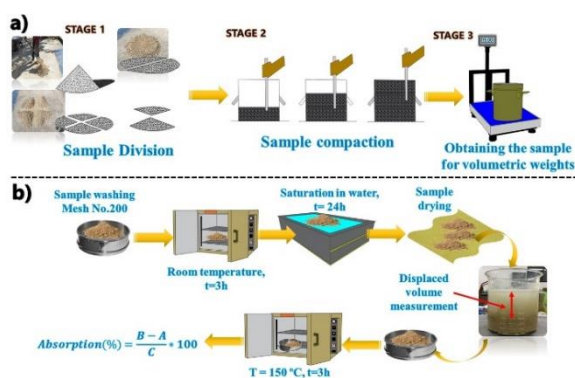 a)
STAGE 1
STAGE 2
STAGE 3
Sample Division
Sample compaction
Obtaining the sample
for volumetric weights
b)
Sample washing
Mesh No.200
Saturation in water,
t= 24h
Sample
drying
Room temperature,
t=3h
Displaced
volume
measurement
Absorption(%) = \frac{B - A}{C} * 100
T = 150 °C, t=3h